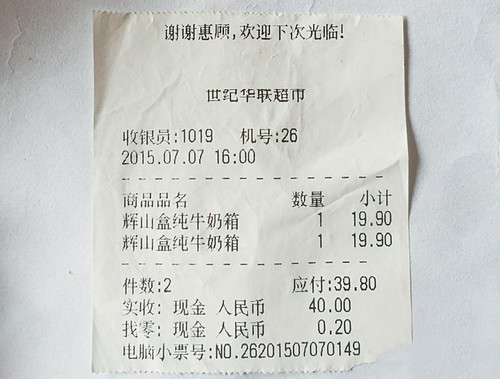 谢谢惠顾,欢迎下次光临!
世纪华联超市
收银员:1019 机号:26
2015.07.07 16:00
商品品名 数量 小计
辉山盒纯牛奶箱 1 19.90
辉山盒纯牛奶箱 1 19.90
件数:2 应付:39.80
实收: 现金 人民币 40.00
找零: 现金 人民币 0.20
电脑小票号:NO.26201507070149